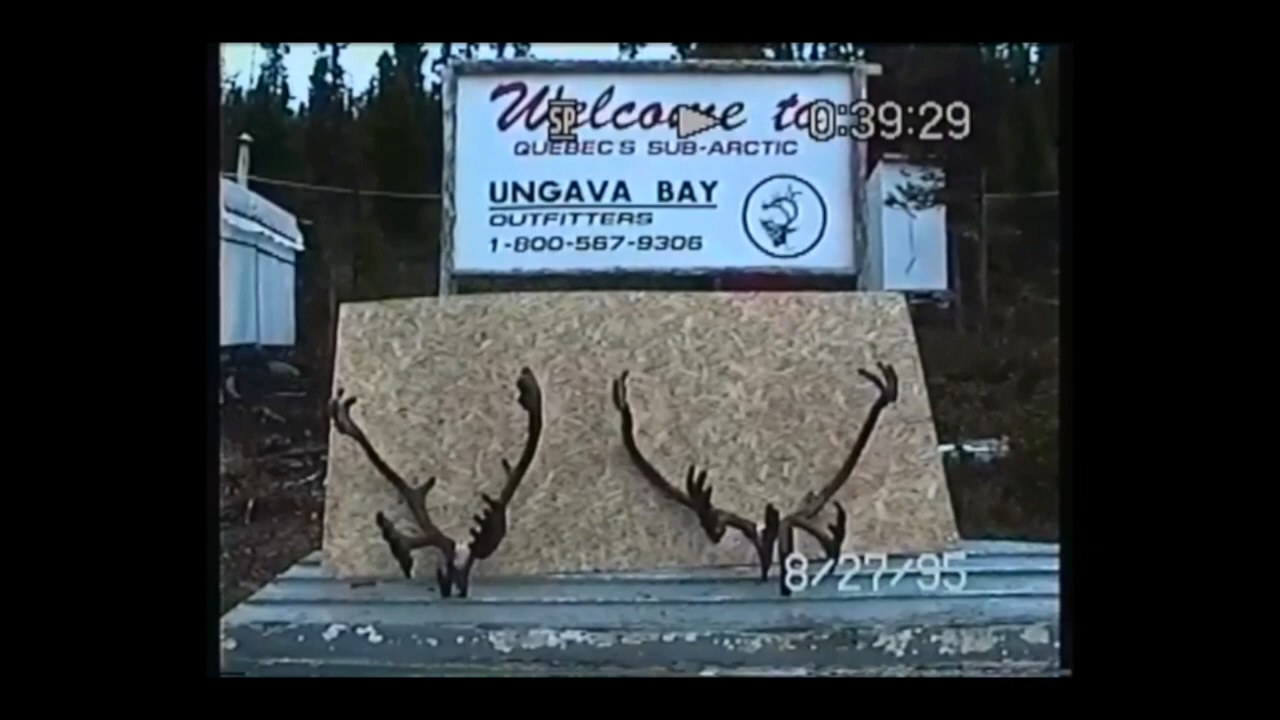 Welcome to
SP
0:39:29
QUEBEC'S SUB-ARCTIC
UNGAVA BAY
OUTFITTERS
1-800-567-9306
8/27/95